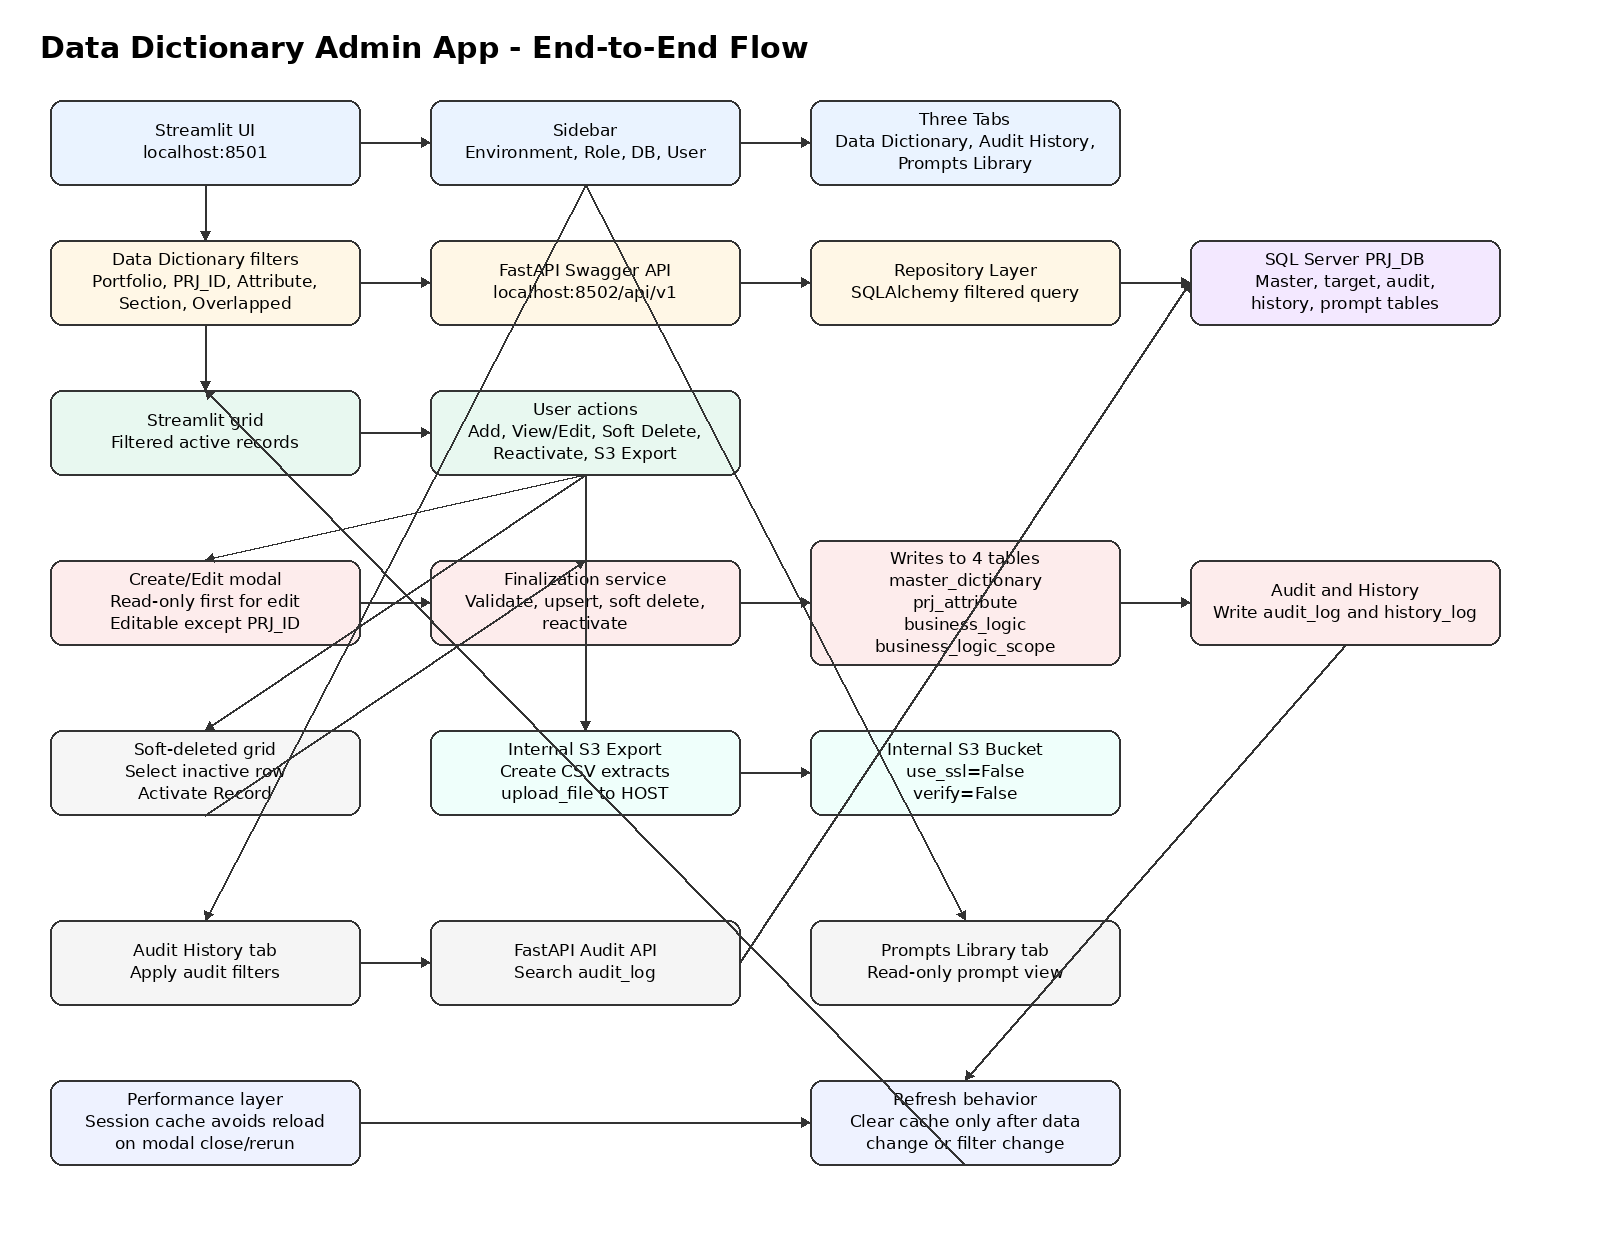 Data Dictionary Admin App - End-to-End Flow
Streamlit UI
localhost:8501
Sidebar
Environment, Role, DB, User
Three Tabs
Data Dictionary, Audit History,
Prompts Library
Data Dictionary filters
Portfolio, PRJ_ID, Attribute,
Section, Overlapped
FastAPI Swagger API
localhost:8502/api/v1
Repository Layer
SQLAlchemy filtered query
SQL Server PRJ_DB
Master, target, audit,
history, prompt tables
Streamlit grid
Filtered active records
User actions
Add, View/Edit, Soft Delete,
Reactivate, S3 Export
Create/Edit modal
Read-only first for edit
Editable except PRJ_ID
Finalization service
Validate, upsert, soft delete,
reactivate
Writes to 4 tables
master_dictionary
prj_attribute
business_logic
business_logic_scope
Audit and History
Write audit_log and history_log
Soft-deleted grid
Select inactive row
Activate Record
Internal S3 Export
Create CSV extracts
upload_file to HOST
Internal S3 Bucket
use_ssl=False
verify=False
Audit History tab
Apply audit filters
FastAPI Audit API
Search audit_log
Prompts Library tab
Read-only prompt view
Performance layer
Session cache avoids reload
on modal close/rerun
Refresh behavior
Clear cache only after data
change or filter change